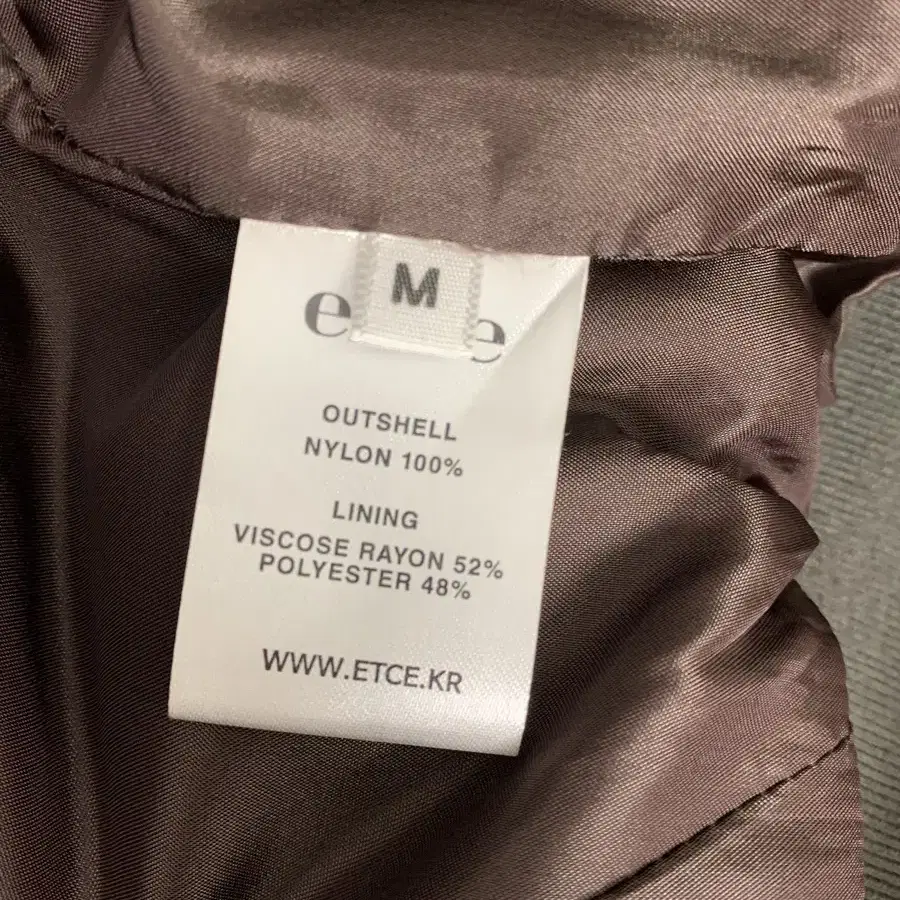 M
OUTSHELL
NYLON 100%
LINING
VISCOSE RAYON 52%
POLYESTER 48%
WWW.ETCE.KR